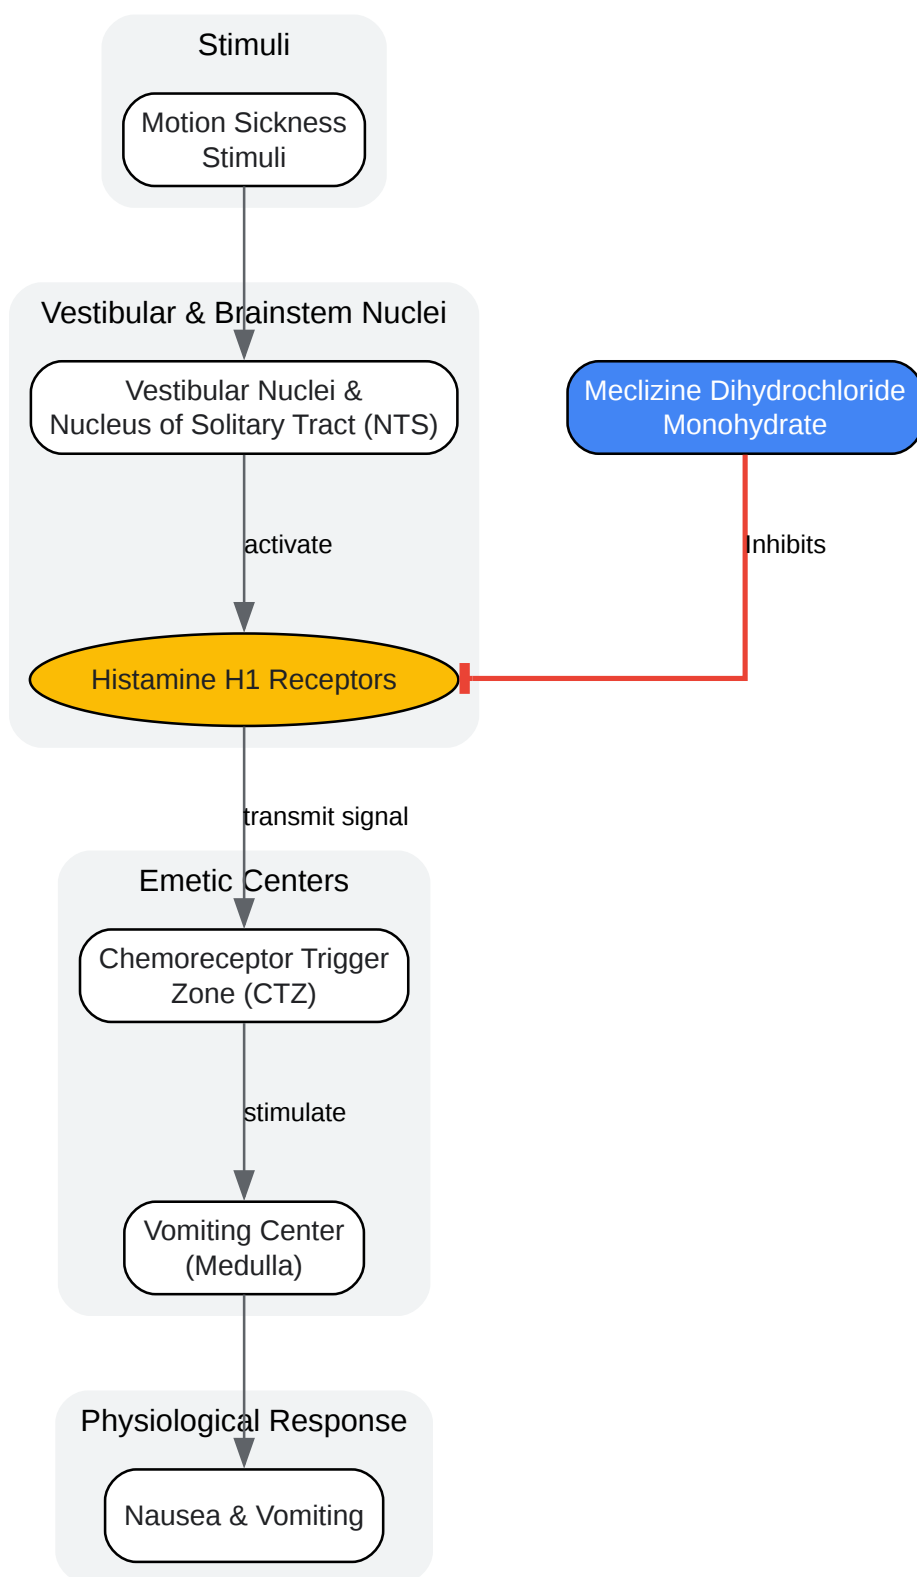 Stimuli
Motion Sickness
Stimuli
Vestibular & Brainstem Nuclei
Vestibular Nuclei &
Nucleus of Solitary Tract (NTS)
Meclizine Dihydrochloride
Monohydrate
activate
Inhibits
Histamine H1 Receptors
transmit signal
Emetic Centers
Chemoreceptor Trigger
Zone (CTZ)
stimulate
Vomiting Center
(Medulla)
Physiological Response
Nausea & Vomiting